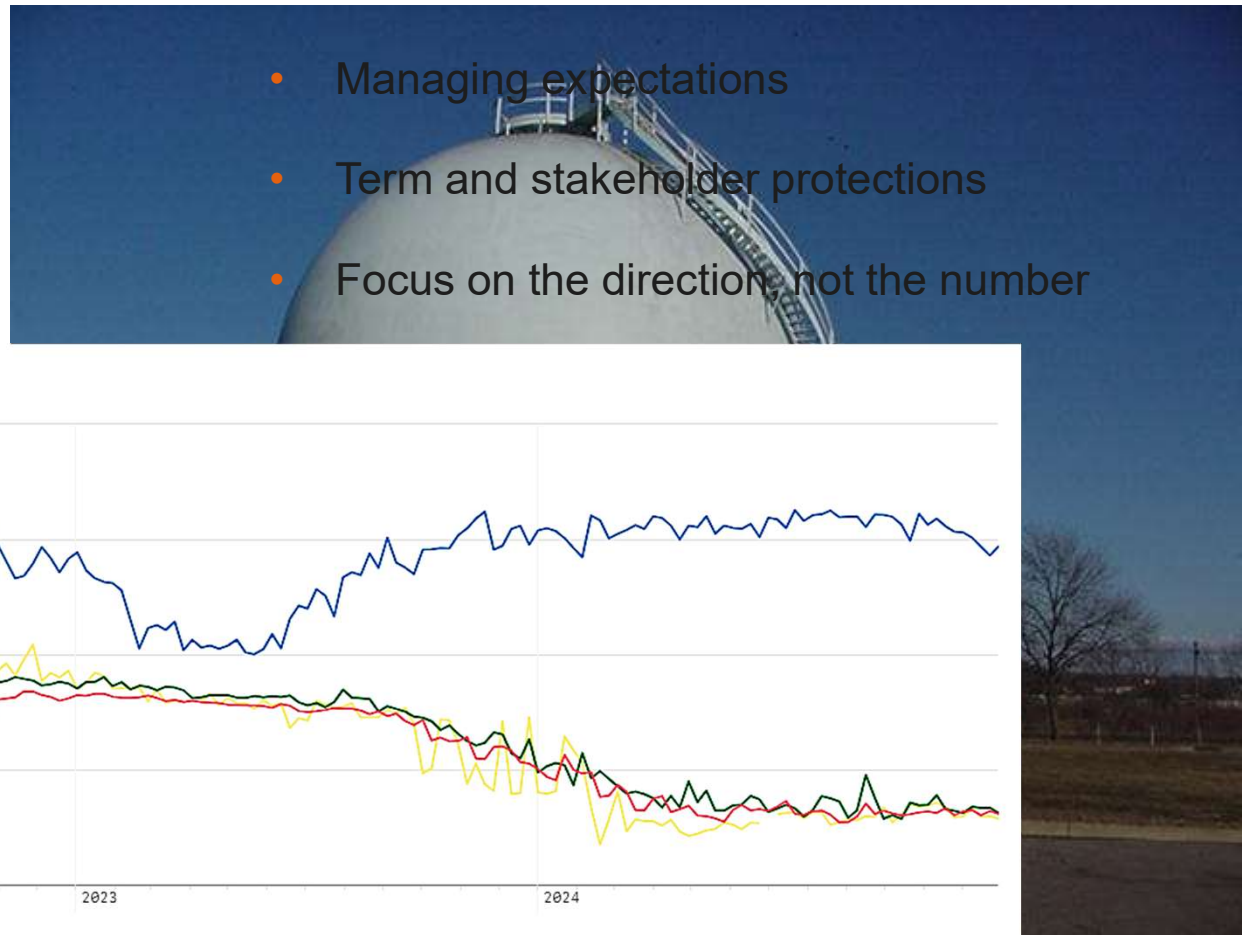 • Managing expectations
• Term and stakeholder protections
• Focus on the direction, not the number
2023
2024